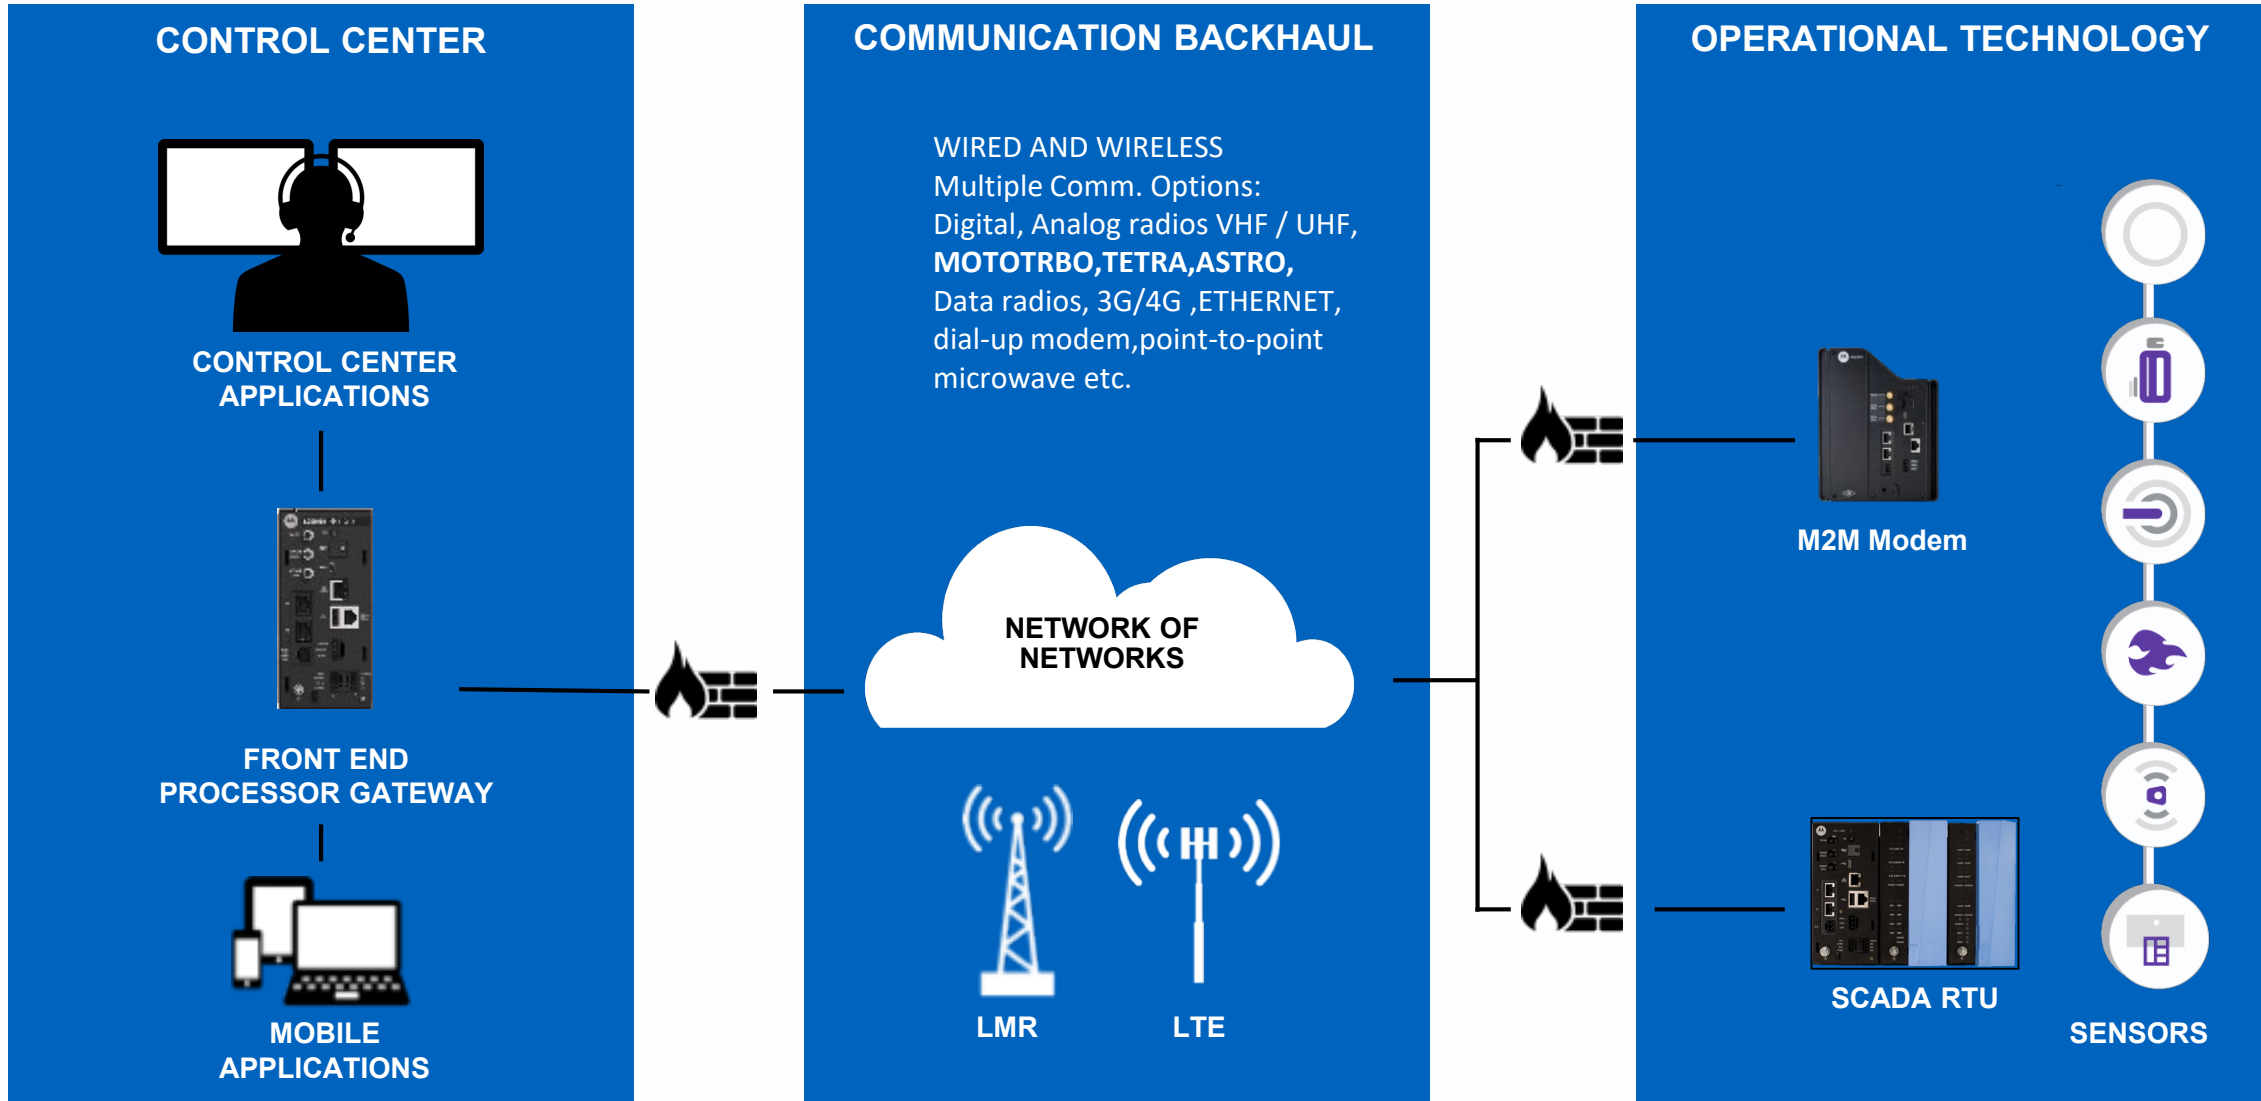 CONTROL CENTER
CONTROL CENTER
APPLICATIONS
FRONT END
PROCESSOR GATEWAY
MOBILE
APPLICATIONS
COMMUNICATION BACKHAUL
WIRED AND WIRELESS
Multiple Comm. Options:
Digital, Analog radios VHF / UHF,
MOTOTRBO,TETRA,ASTRO,
Data radios, 3G/4G ,ETHERNET,
dial-up modem,point-to-point
microwave etc.
NETWORK OF
NETWORKS
LMR
LTE
OPERATIONAL TECHNOLOGY
M2M Modem
SCADA RTU
SENSORS